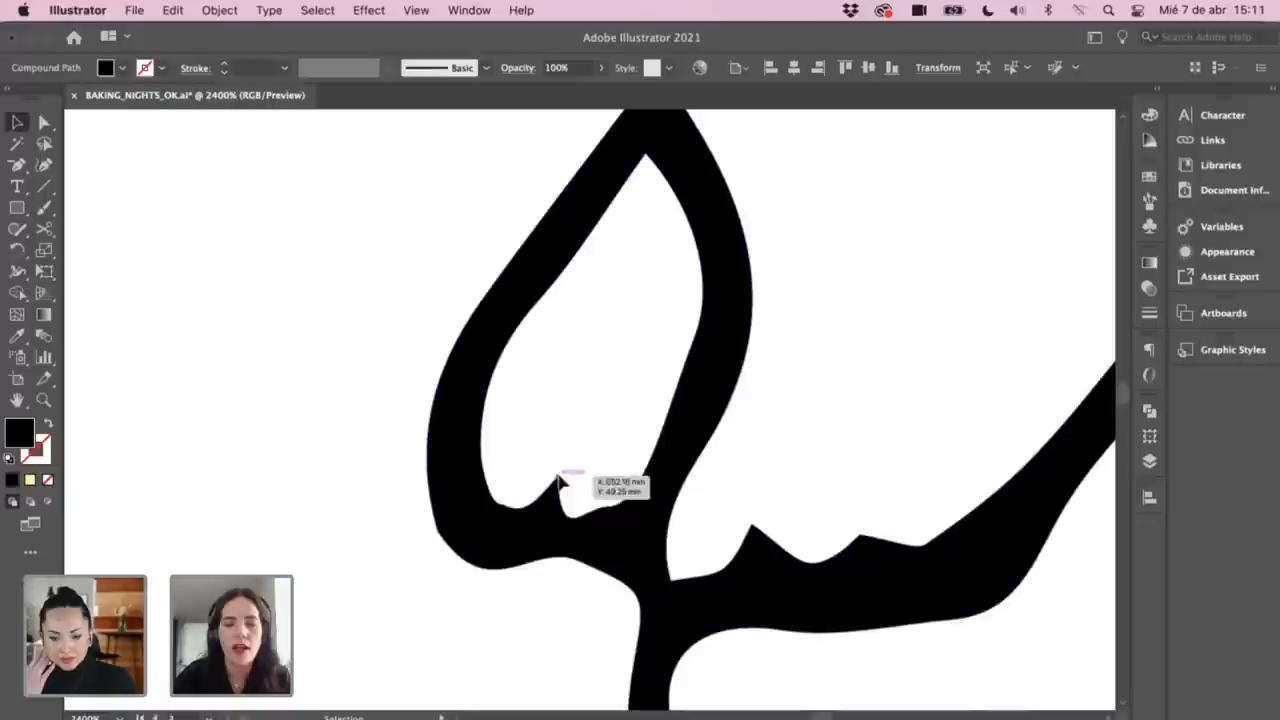 Illustrator File Edit Object Type Select Effect View Window Help Mié 7 de abr 15:11
Adobe Illustrator 2021
Search Adobe Help
Compound Path Stroke: Basic Opacity: 100% Style: Transform
× BAKING_NIGHTS_OK.ai* @ 2400% (RGB/Preview)
Character
Links
Libraries
Document Inf...
Variables
Appearance
Asset Export
Artboards
Graphic Styles
Y: 49.25 mm
2400% 3 Selection